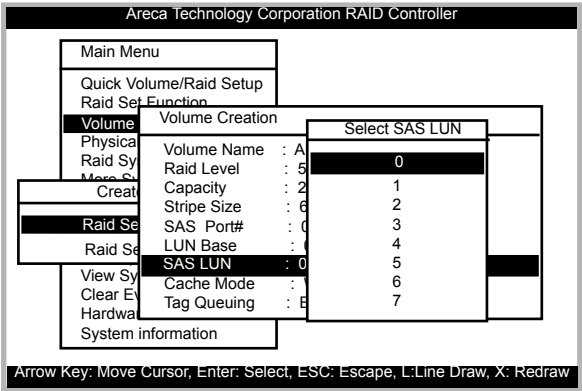 Areca Technology Corporation RAID Controller
Main Menu
Quick Volume/Raid Setup
Raid Set Function
Volume
Physica
Raid Sy
More Sy
Creat
Raid Se
Raid Se
View Sy
Clear Ev
Hardwar
System information
Volume Creation
Volume Name : A
Raid Level : 5
Capacity : 2
Stripe Size : 6
SAS Port# : 0
LUN Base : 0
SAS LUN : 0
Cache Mode : W
Tag Queuing : E
Select SAS LUN
0
1
2
3
4
5
6
7
Arrow Key: Move Cursor, Enter: Select, ESC: Escape, L:Line Draw, X: Redraw